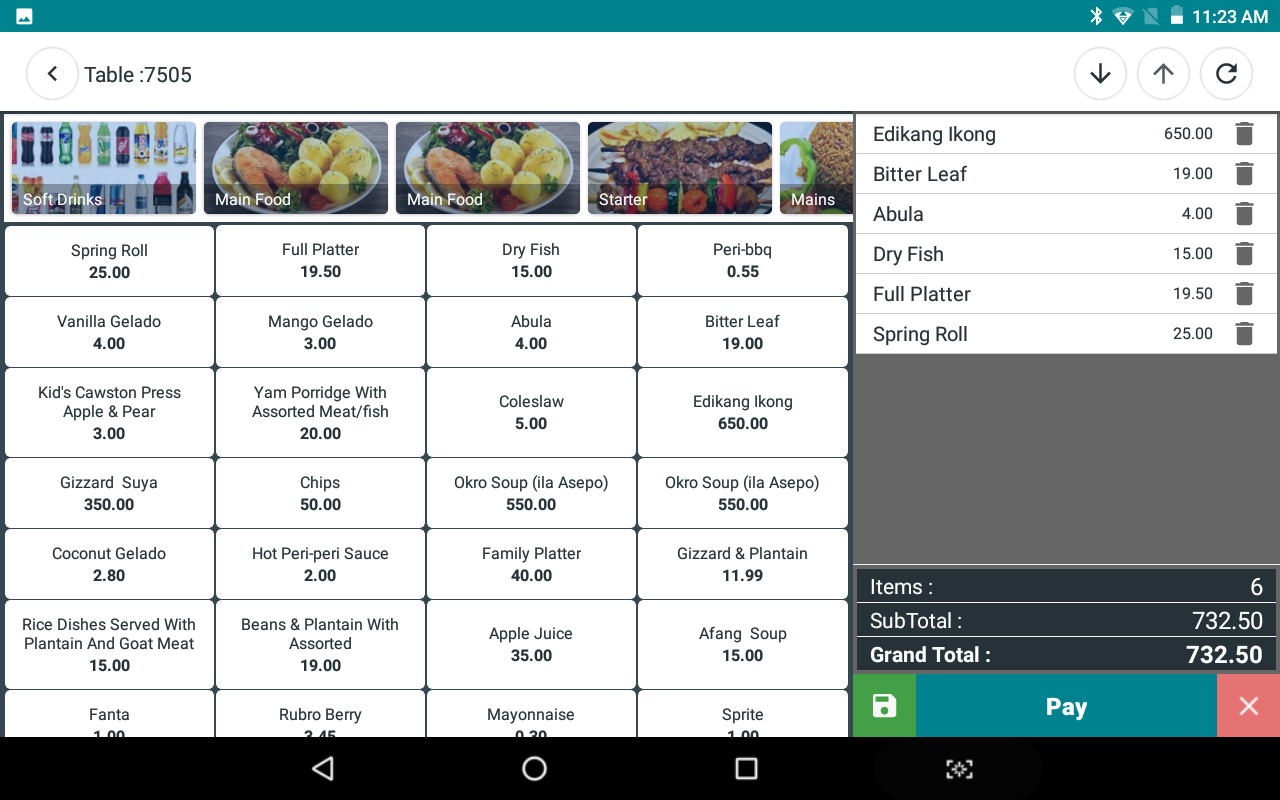 11:23 AM
Table :7505
Soft Drinks
Main Food
Main Food
Starter
Mains
Spring Roll
25.00
Full Platter
19.50
Dry Fish
15.00
Peri-bbq
0.55
Vanilla Gelado
4.00
Mango Gelado
3.00
Abula
4.00
Bitter Leaf
19.00
Kid's Cawston Press
Apple & Pear
3.00
Yam Porridge With
Assorted Meat/fish
20.00
Coleslaw
5.00
Edikang Ikong
650.00
Gizzard  Suya
350.00
Chips
50.00
Okro Soup (ila Asepo)
550.00
Okro Soup (ila Asepo)
550.00
Coconut Gelado
2.80
Hot Peri-peri Sauce
2.00
Family Platter
40.00
Gizzard & Plantain
11.99
Rice Dishes Served With
Plantain And Goat Meat
15.00
Beans & Plantain With
Assorted
19.00
Apple Juice
35.00
Afang  Soup
15.00
Fanta
1.00
Rubro Berry
3.45
Mayonnaise
0.30
Sprite
1.00
Edikang Ikong 650.00
Bitter Leaf 19.00
Abula 4.00
Dry Fish 15.00
Full Platter 19.50
Spring Roll 25.00
Items : 6
SubTotal : 732.50
Grand Total : 732.50
Pay